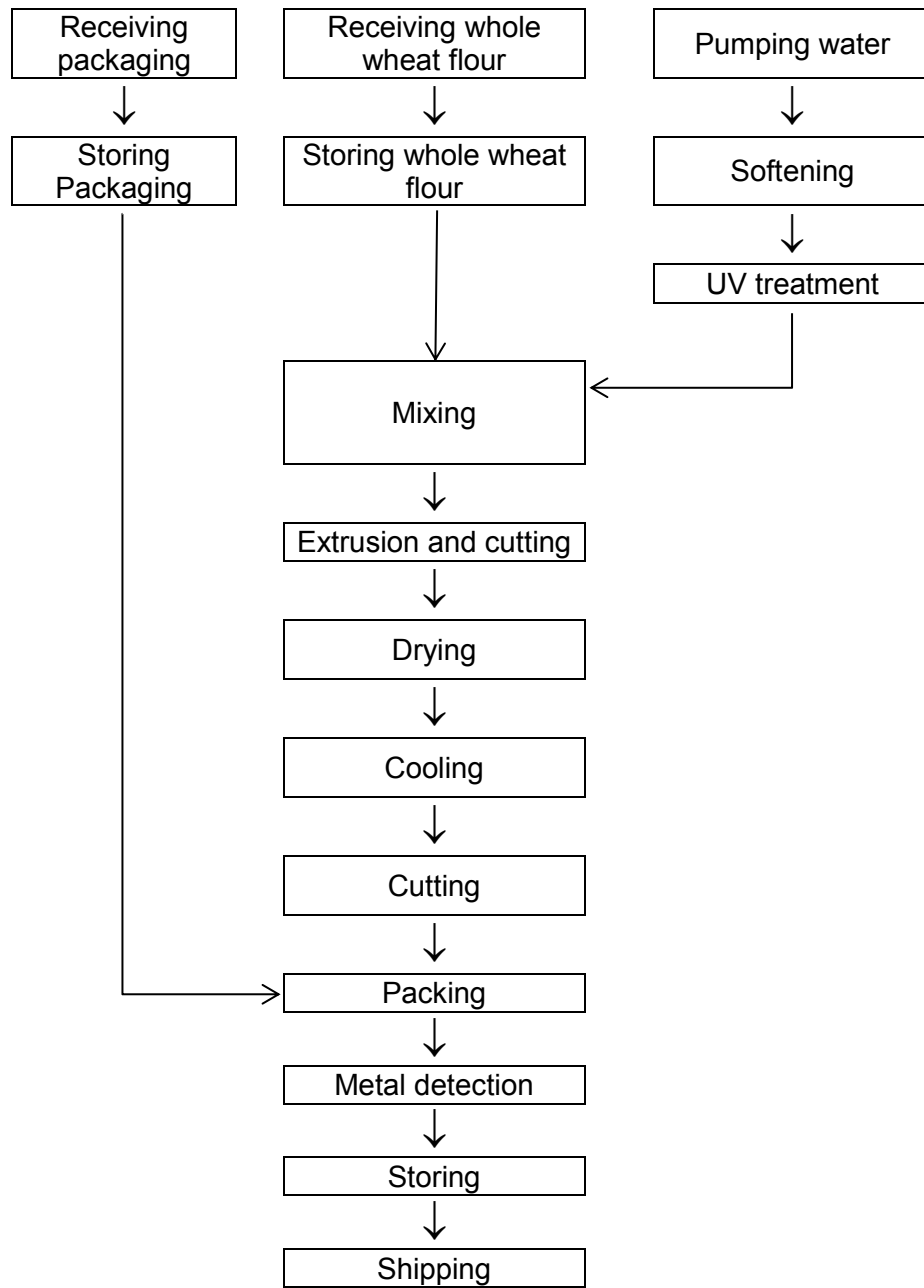 Receiving
packaging
Receiving whole
wheat flour
Pumping water
Storing
Packaging
Storing whole wheat
flour
Softening
UV treatment
Mixing
Extrusion and cutting
Drying
Cooling
Cutting
Packing
Metal detection
Storing
Shipping